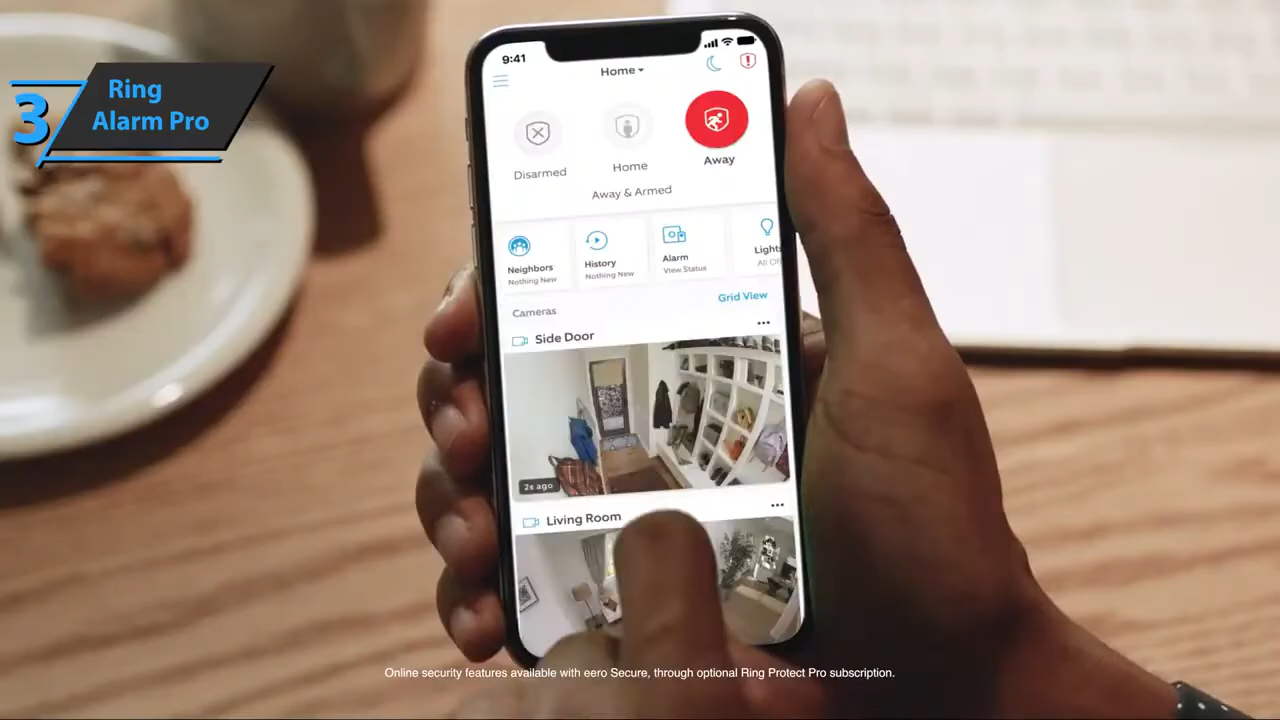 3
Ring
Alarm Pro
9:41
Home
Disarmed
Home
Away
Away & Armed
Neighbors
Nothing New
History
Nothing New
Alarm
View Status
Lights
All Off
Cameras
Grid View
Side Door
2s ago
Living Room
Online security features available with eero Secure, through optional Ring Protect Pro subscription.